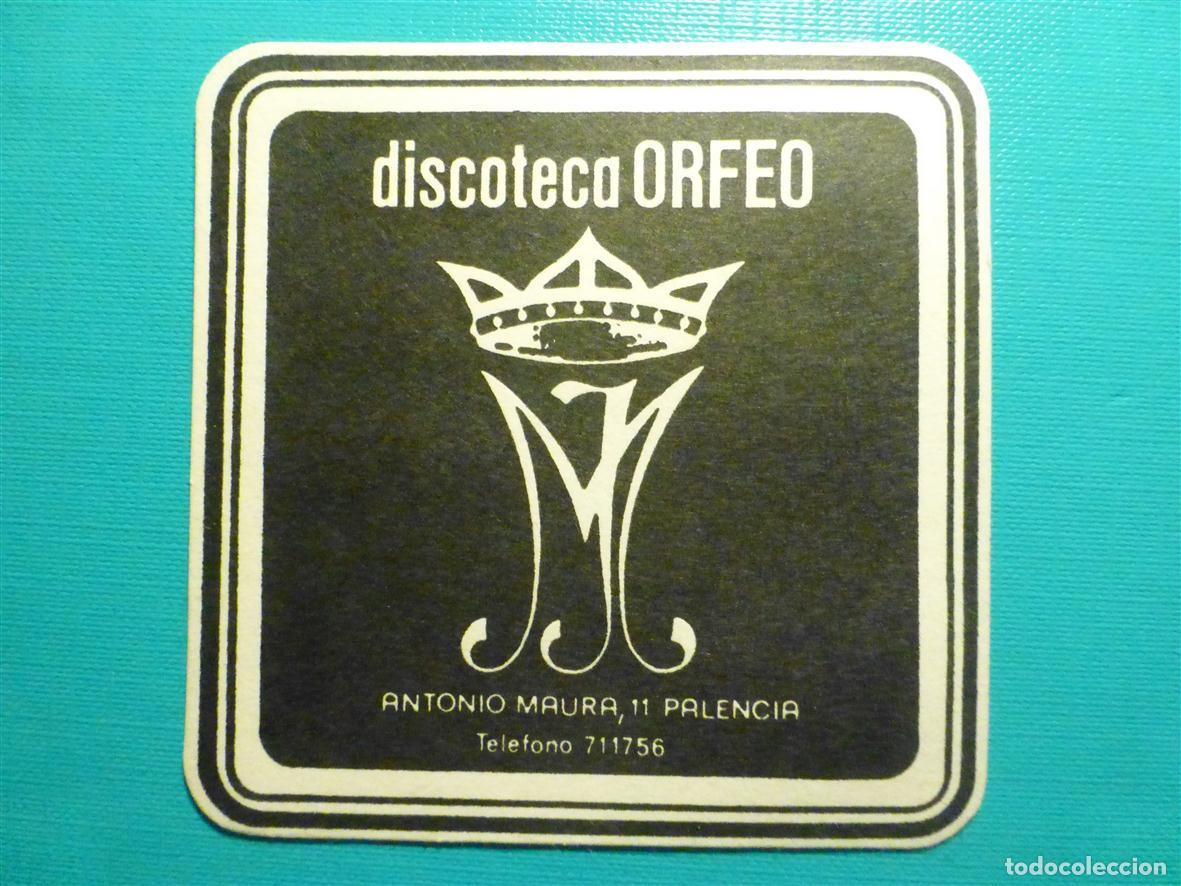 discoteca ORFEO
ANTONIO MAURA, 11 PALENCIA
Telefono 711756
todocoleccion